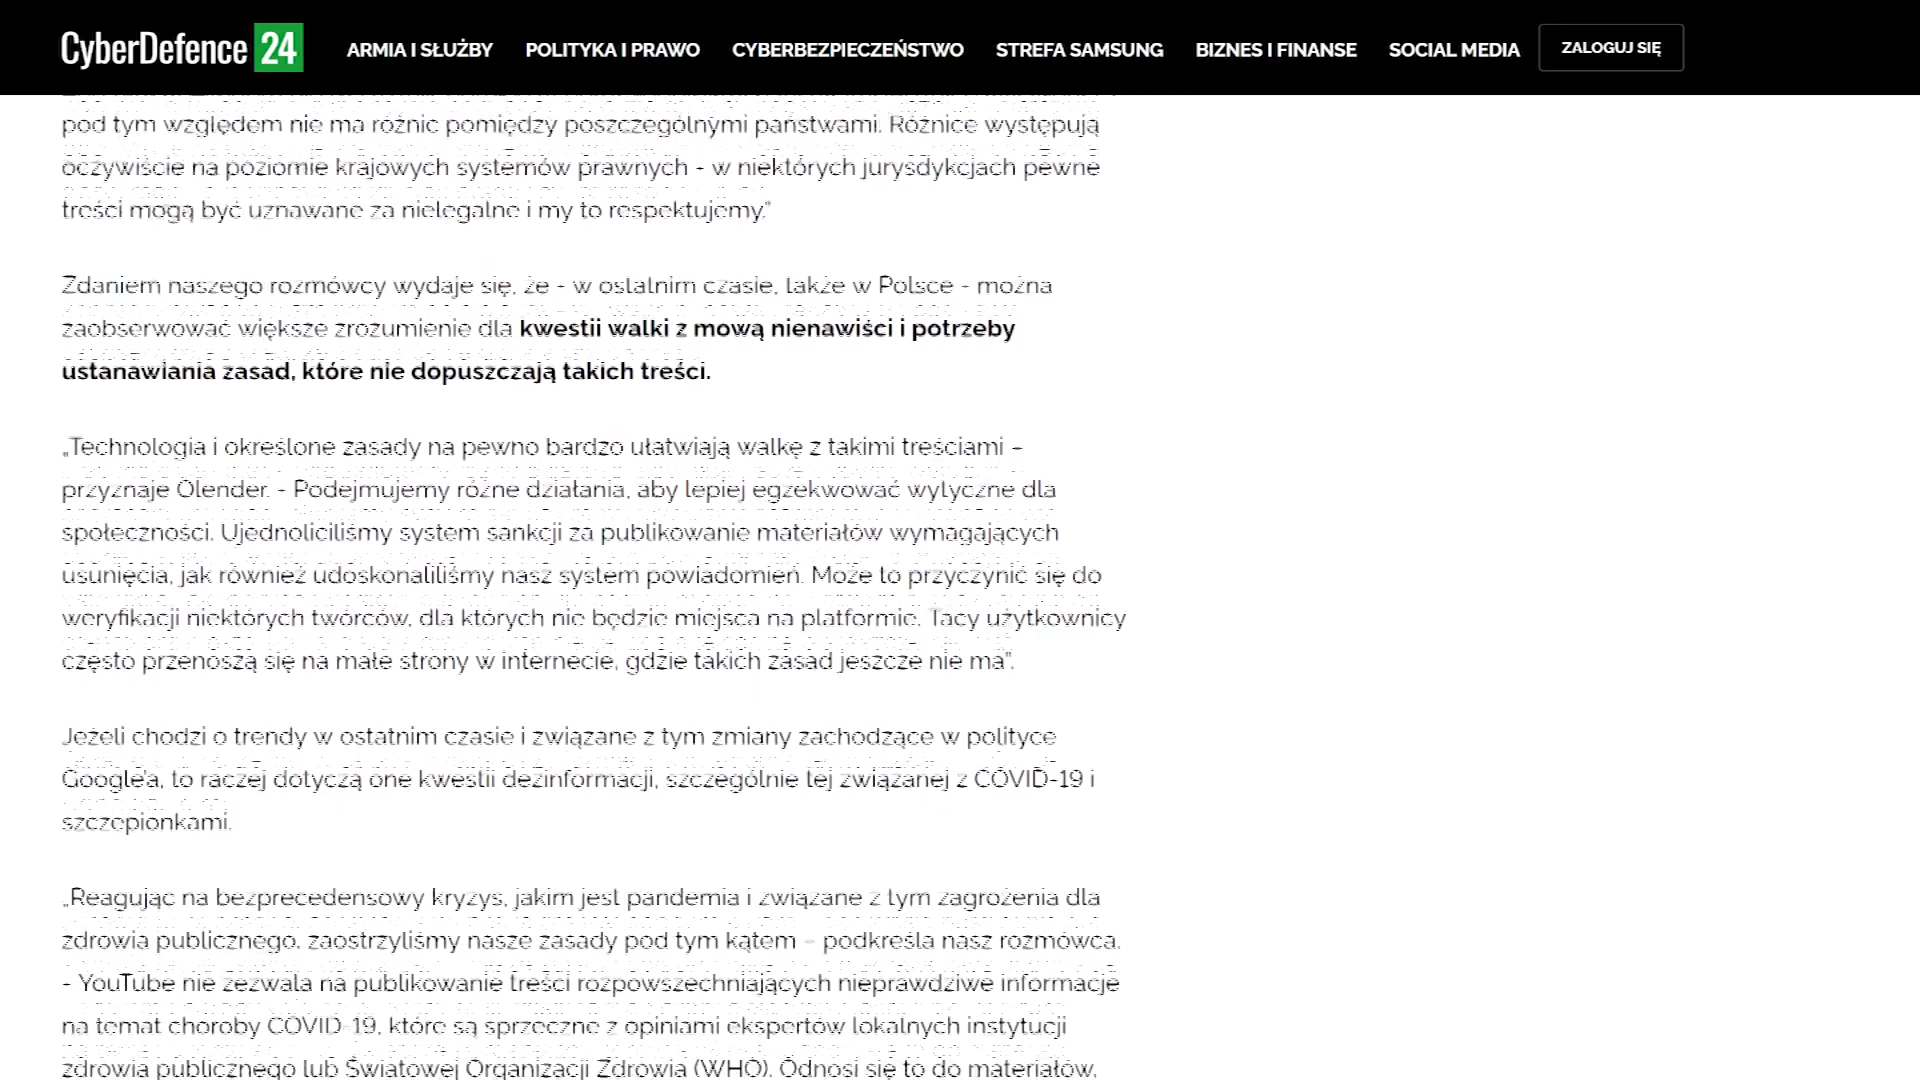 CyberDefence 24 ARMIA I SŁUŻBY POLITYKA I PRAWO CYBERBEZPIECZEŃSTWO STREFA SAMSUNG BIZNES I FINANSE SOCIAL MEDIA ZALOGUJ SIĘ
pod tym względem nie ma różnic pomiędzy poszczególnymi państwami. Różnice występują
oczywiście na poziomie krajowych systemów prawnych - w niektórych jurysdykcjach pewne
treści mogą być uznawane za nielegalne i my to respektujemy.”
Zdaniem naszego rozmówcy wydaje się, że - w ostatnim czasie, także w Polsce - można
zaobserwować większe zrozumienie dla kwestii walki z mową nienawiści i potrzeby
ustanawiania zasad, które nie dopuszczają takich treści.
„Technologia i określone zasady na pewno bardzo ułatwiają walkę z takimi treściami –
przyznaje Olender. - Podejmujemy różne działania, aby lepiej egzekwować wytyczne dla
społeczności. Ujednoliciliśmy system sankcji za publikowanie materiałów wymagających
usunięcia, jak również udoskonaliliśmy nasz system powiadomień. Może to przyczynić się do
weryfikacji niektórych twórców, dla których nie będzie miejsca na platformie. Tacy użytkownicy
często przenoszą się na małe strony w internecie, gdzie takich zasad jeszcze nie ma”.
Jeżeli chodzi o trendy w ostatnim czasie i związane z tym zmiany zachodzące w polityce
Google’a, to raczej dotyczą one kwestii dezinformacji, szczególnie tej związanej z COVID-19 i
szczepionkami.
„Reagując na bezprecedensowy kryzys, jakim jest pandemia i związane z tym zagrożenia dla
zdrowia publicznego, zaostrzyliśmy nasze zasady pod tym kątem – podkreśla nasz rozmówca.
- YouTube nie zezwala na publikowanie treści rozpowszechniających nieprawdziwe informacje
na temat choroby COVID-19, które są sprzeczne z opiniami ekspertów lokalnych instytucji
zdrowia publicznego lub Światowej Organizacji Zdrowia (WHO). Odnosi się to do materiałów,